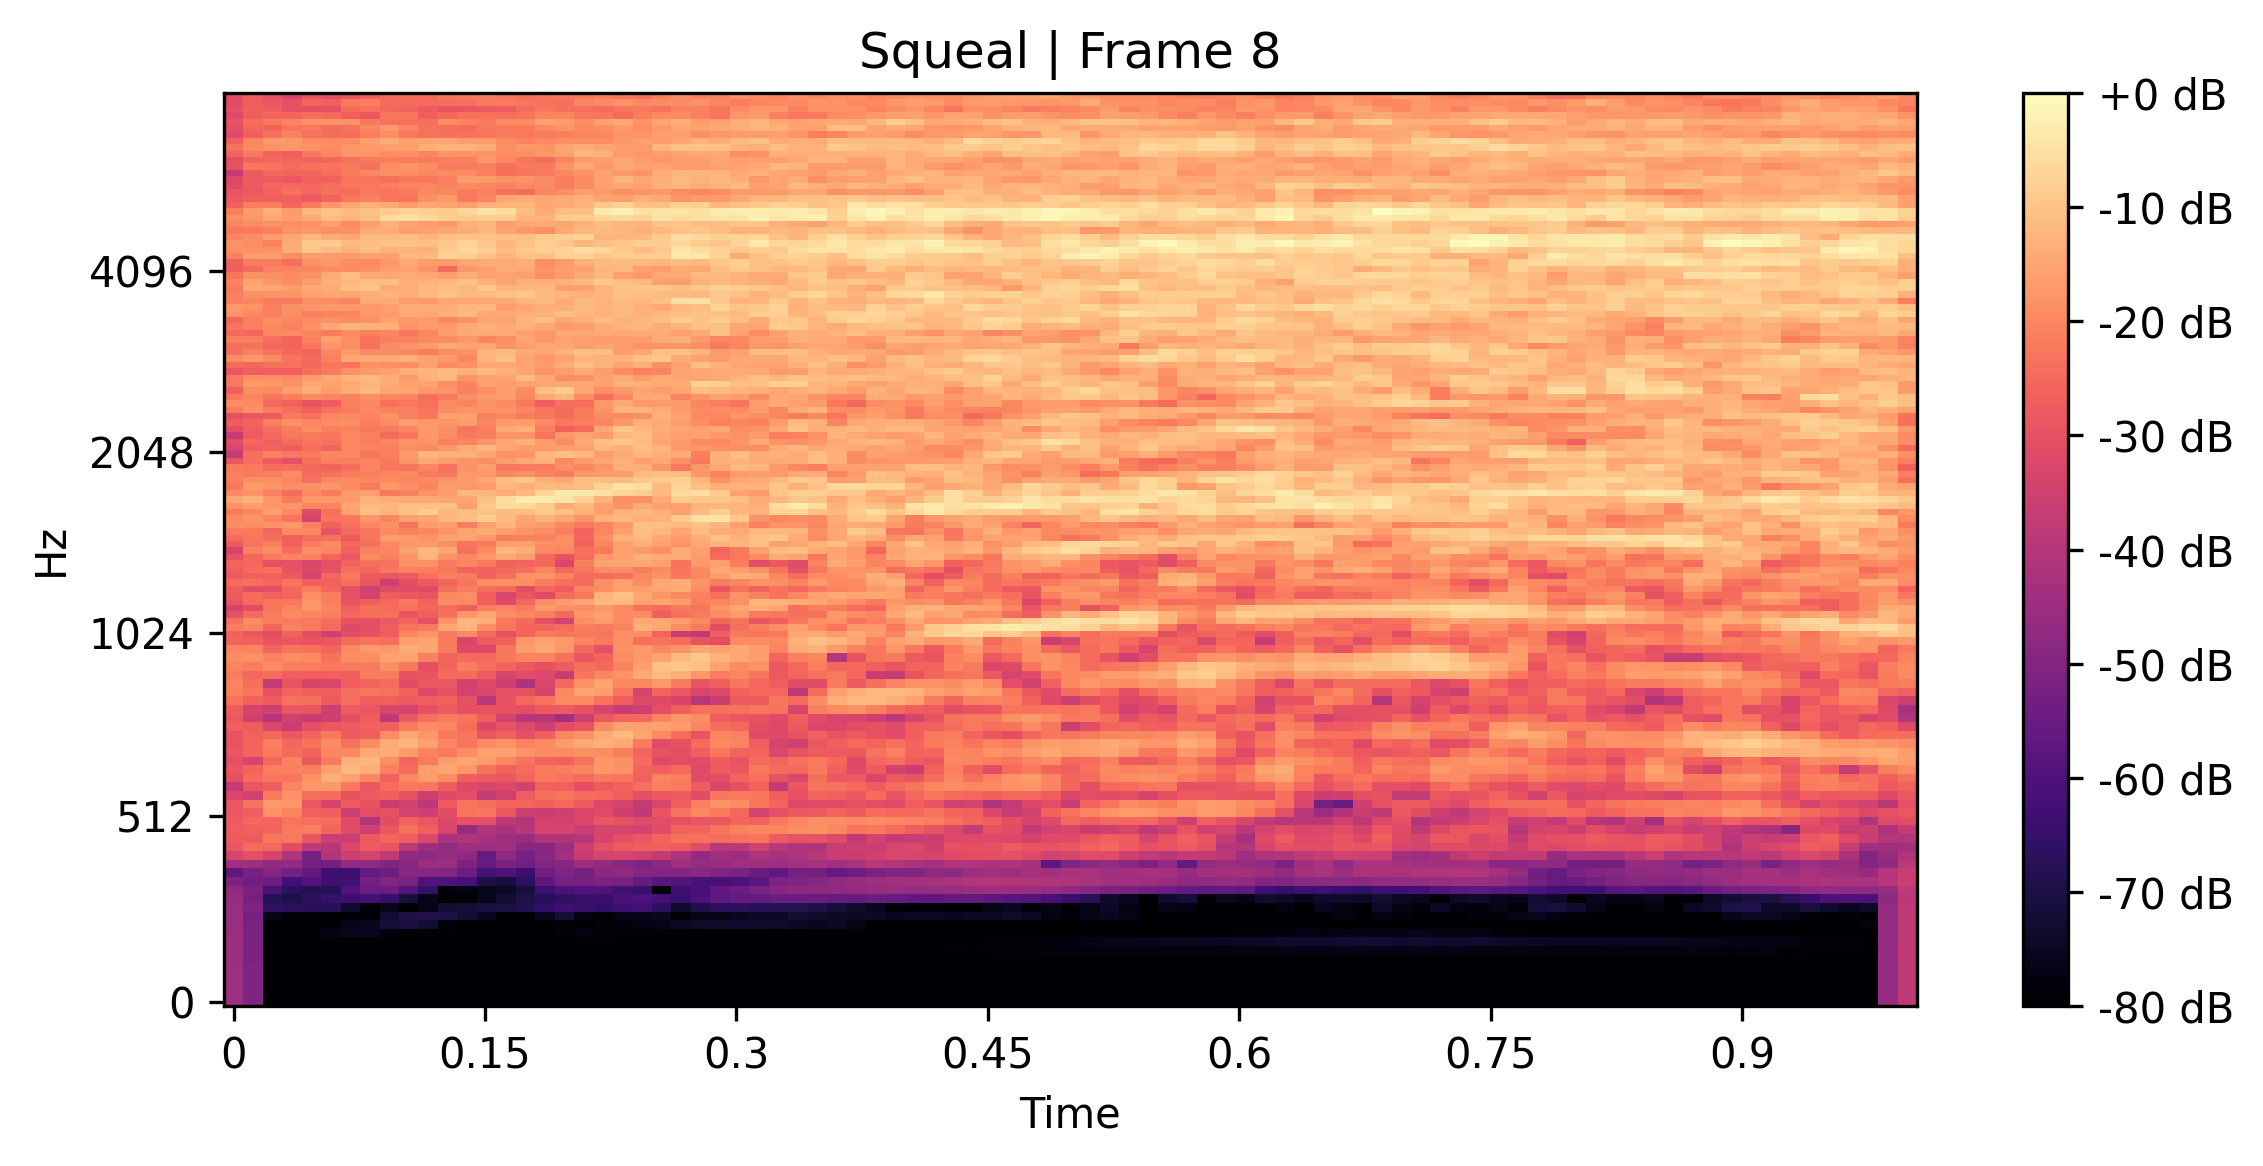 Squeal | Frame 8
+0 dB
-10 dB
-20 dB
-30 dB
-40 dB
-50 dB
-60 dB
-70 dB
-80 dB
Hz
4096
2048
1024
512
0
0 0.15 0.3 0.45 0.6 0.75 0.9
Time